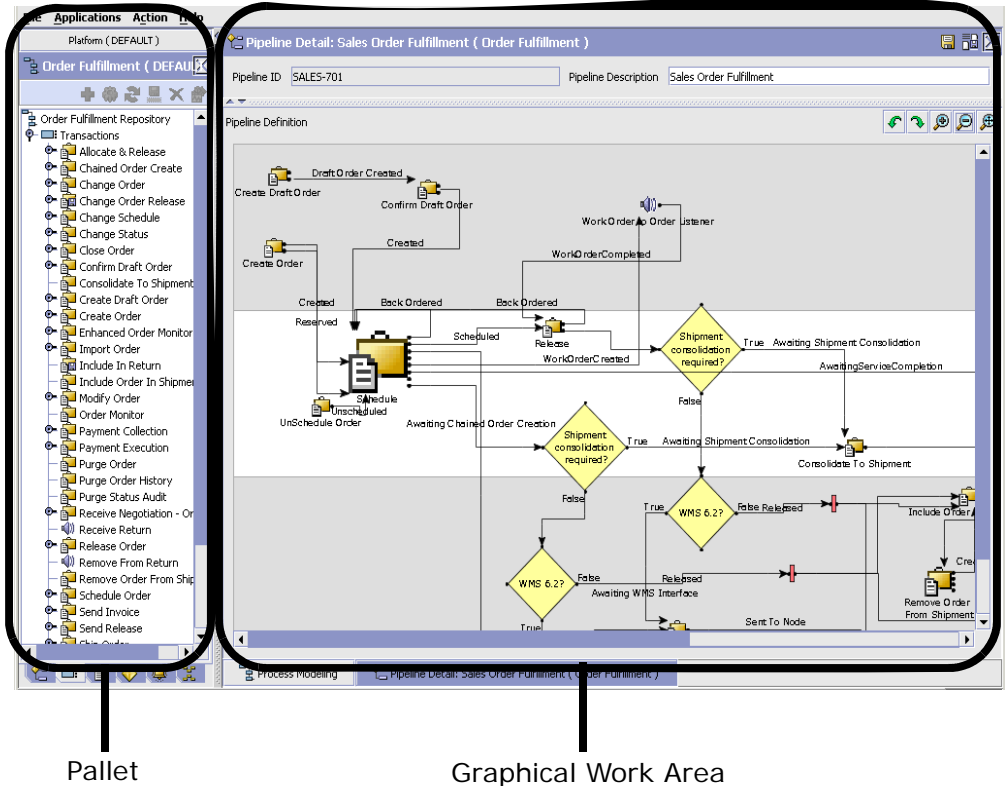 File Applications Action Help
Platform ( DEFAULT )
Order Fulfillment ( DEFAUL
Order Fulfillment Repository
Transactions
Allocate & Release
Chained Order Create
Change Order
Change Order Release
Change Schedule
Change Status
Close Order
Confirm Draft Order
Consolidate To Shipment
Create Draft Order
Create Order
Enhanced Order Monitor
Import Order
Include In Return
Include Order In Shipmen
Modify Order
Order Monitor
Payment Collection
Payment Execution
Purge Order
Purge Order History
Purge Status Audit
Receive Negotiation - Or
Receive Return
Release Order
Remove From Return
Remove Order From Ship
Schedule Order
Send Invoice
Send Release
Ship Order
Pipeline Detail: Sales Order Fulfillment ( Order Fulfillment )
Pipeline ID SALES-701 Pipeline Description Sales Order Fulfillment
Pipeline Definition
Draft Order Created
Create Draft Order
Confirm Draft Order
Work Order to Order Listener
Created
Create Order
WorkOrderCompleted
Created
Back Ordered
Back Ordered
Reserved
Scheduled
Release
WorkOrderCreated
Shipment consolidation required?
True
Awaiting Shipment Consolidation
AwaitingServiceCompletion
False
Schedule
Unscheduled
UnSchedule Order
Awaiting Chained Order Creation
Shipment consolidation required?
True
Awaiting Shipment Consolidation
Consolidate To Shipment
False
True
WMS 6.2?
False
Released
Include Order
WMS 6.2?
False
Released
Awaiting WMS Interface
Cre
Remove Order From Shipment
Sent To Node
True
Process Modeling
Pipeline Detail: Sales Order Fulfillment ( Order Fulfillment )
Pallet
Graphical Work Area